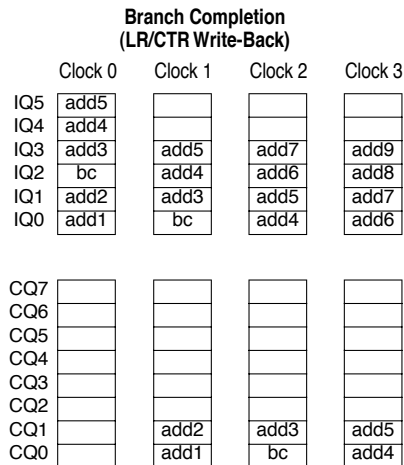 Branch Completion
(LR/CTR Write-Back)
Clock 0 Clock 1 Clock 2 Clock 3
IQ5 add5
IQ4 add4
IQ3 add3 add5 add7 add9
IQ2 bc add4 add6 add8
IQ1 add2 add3 add5 add7
IQ0 add1 bc add4 add6
CQ7
CQ6
CQ5
CQ4
CQ3
CQ2
CQ1 add2 add3 add5
CQ0 add1 bc add4